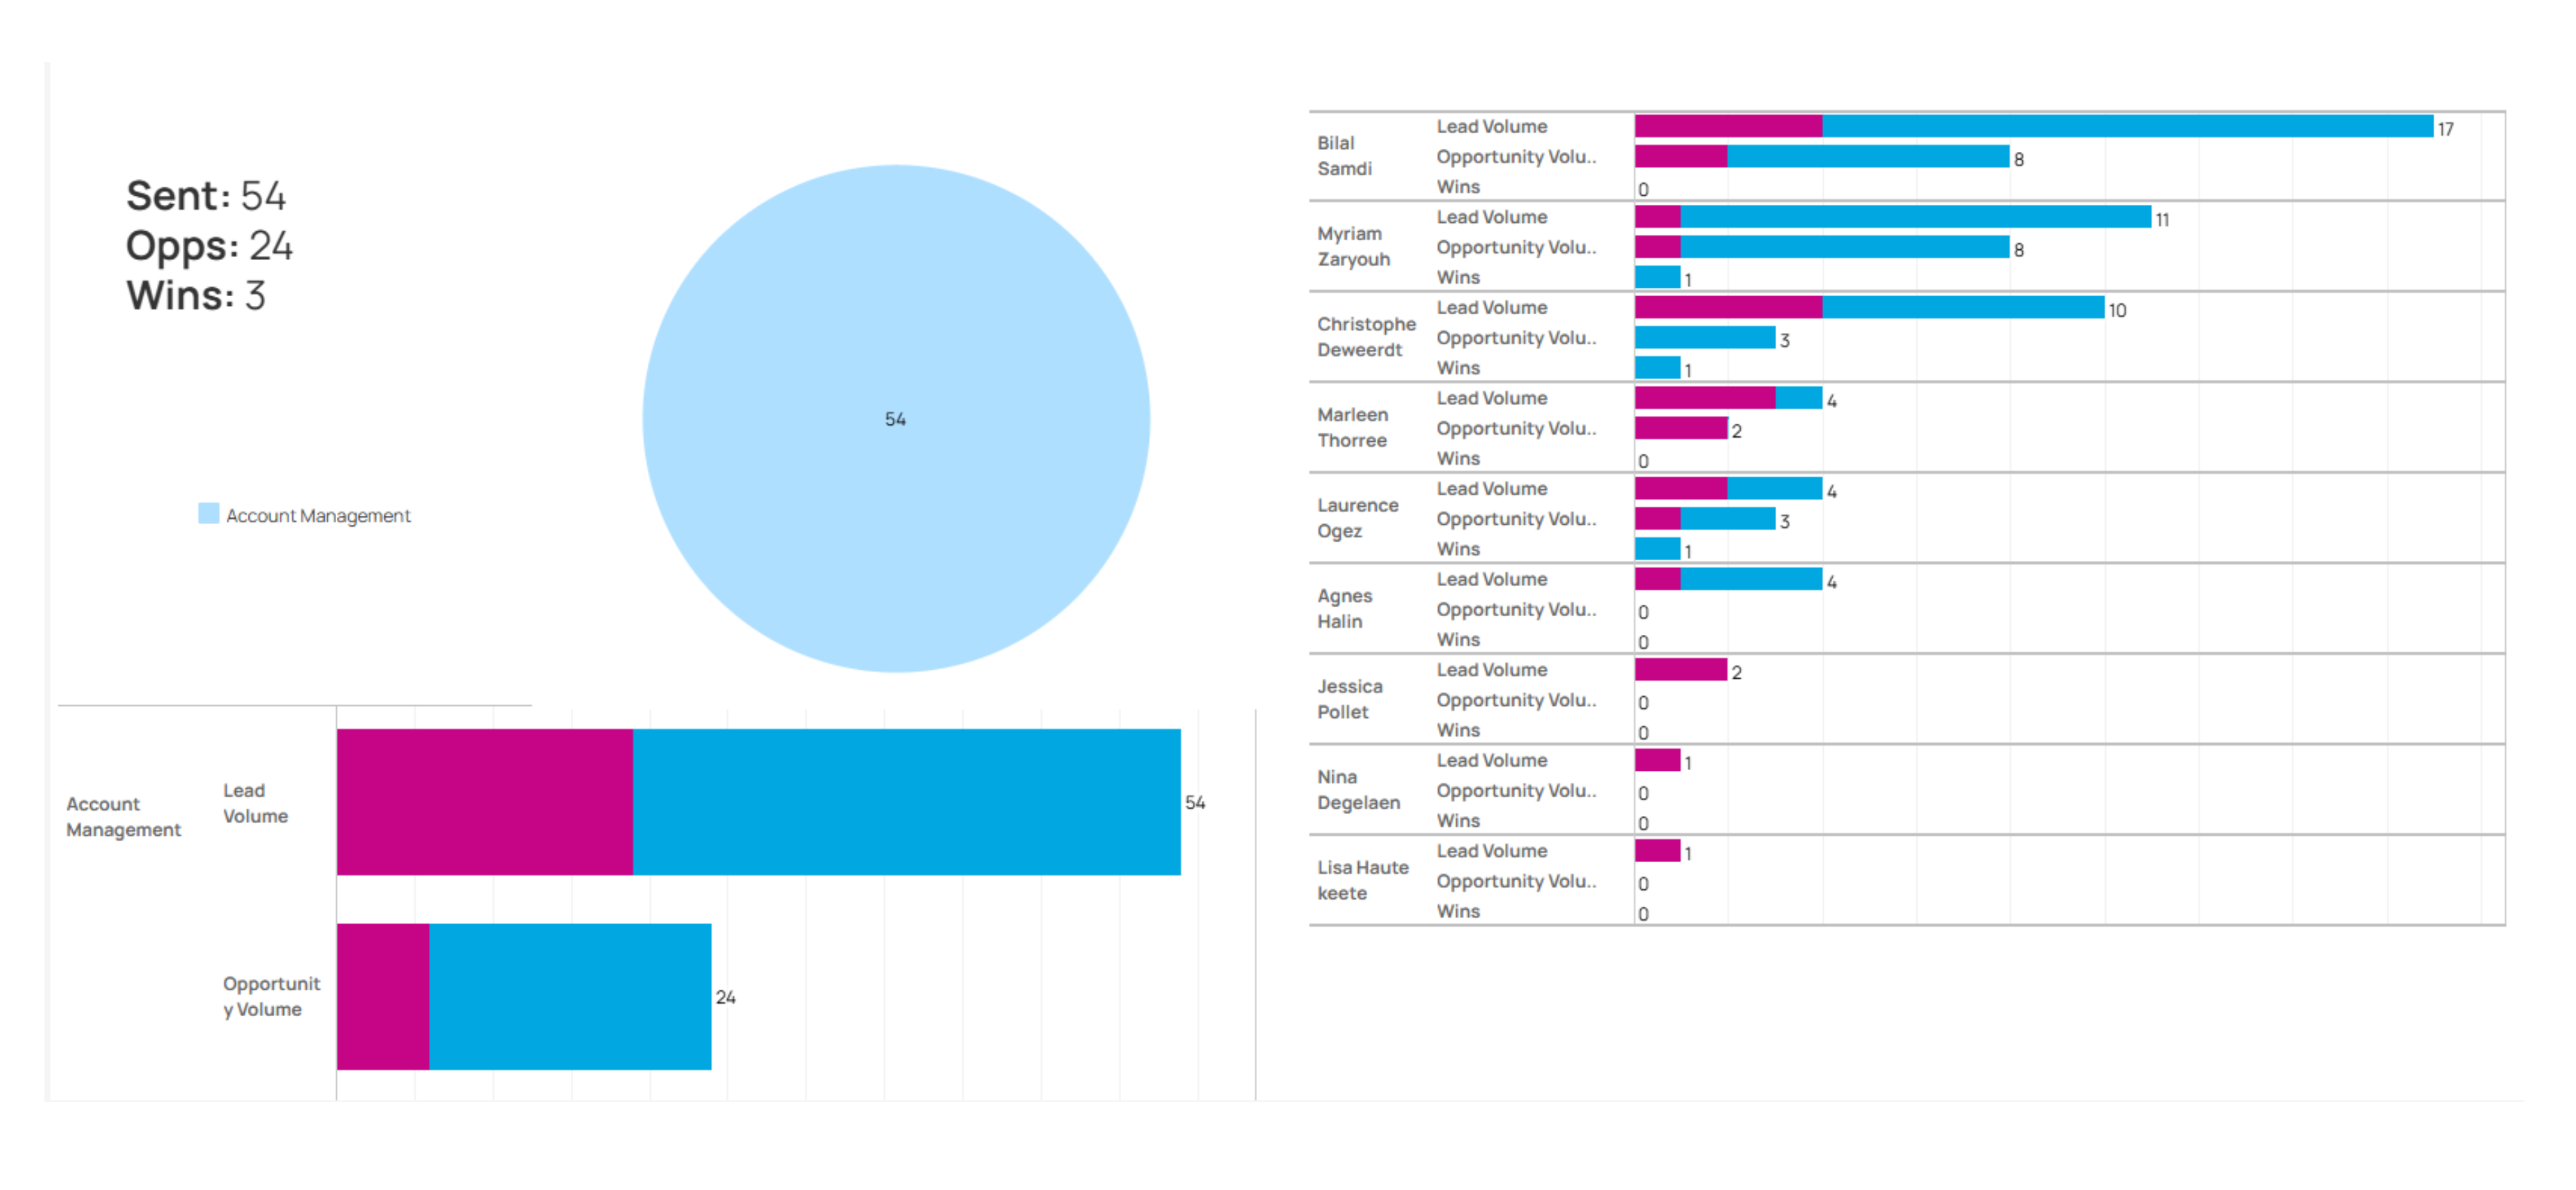 Sent: 54
Opps: 24
Wins: 3
54
Account Management
Account
Management
Lead
Volume
54
Opportunit
y Volume
24
Bilal
Samdi
Lead Volume
17
Opportunity Volu..
8
Wins
0
Myriam
Zaryouh
Lead Volume
11
Opportunity Volu..
8
Wins
1
Christophe
Deweerdt
Lead Volume
10
Opportunity Volu..
3
Wins
1
Marleen
Thorree
Lead Volume
4
Opportunity Volu..
2
Wins
0
Laurence
Ogez
Lead Volume
4
Opportunity Volu..
3
Wins
1
Agnes
Halin
Lead Volume
4
Opportunity Volu..
0
Wins
0
Jessica
Pollet
Lead Volume
2
Opportunity Volu..
0
Wins
0
Nina
Degelaen
Lead Volume
1
Opportunity Volu..
0
Wins
0
Lisa Haute
keete
Lead Volume
1
Opportunity Volu..
0
Wins
0